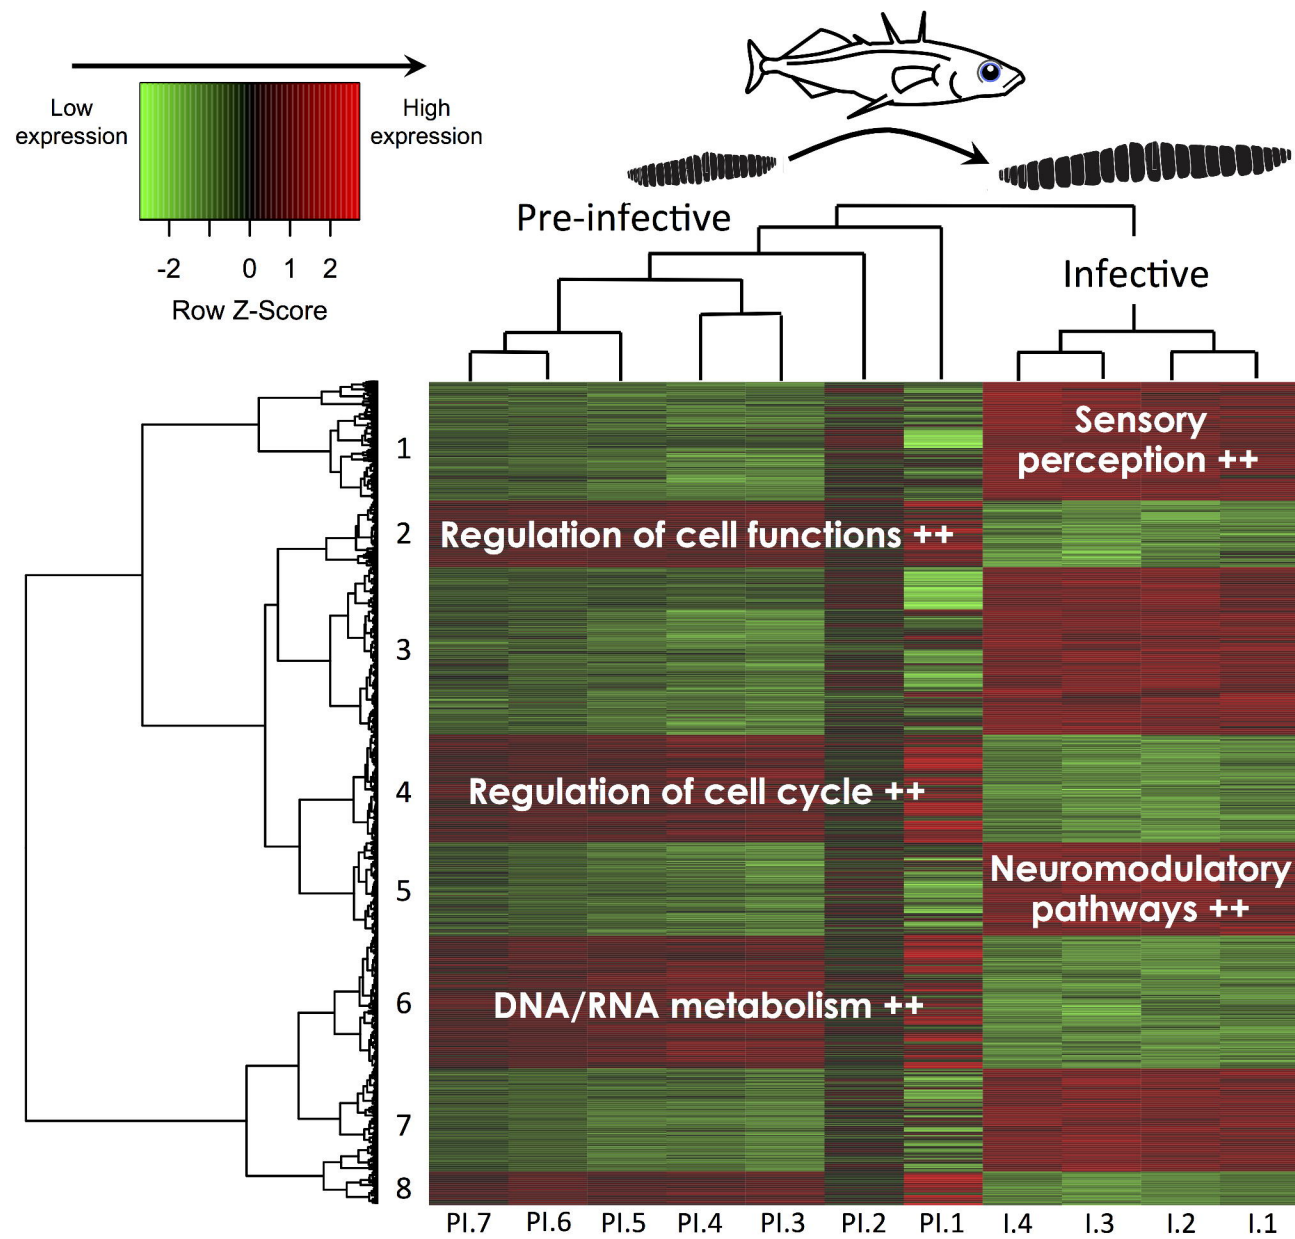 Low
expression
High
expression
-2 0 1 2
Row Z-Score
Pre-infective
Infective
1
Sensory
perception ++
2
Regulation of cell functions ++
3
4
Regulation of cell cycle ++
5
Neuromodulatory
pathways ++
6
DNA/RNA metabolism ++
7
8
PI.7 PI.6 PI.5 PI.4 PI.3 PI.2 PI.1 I.4 I.3 I.2 I.1